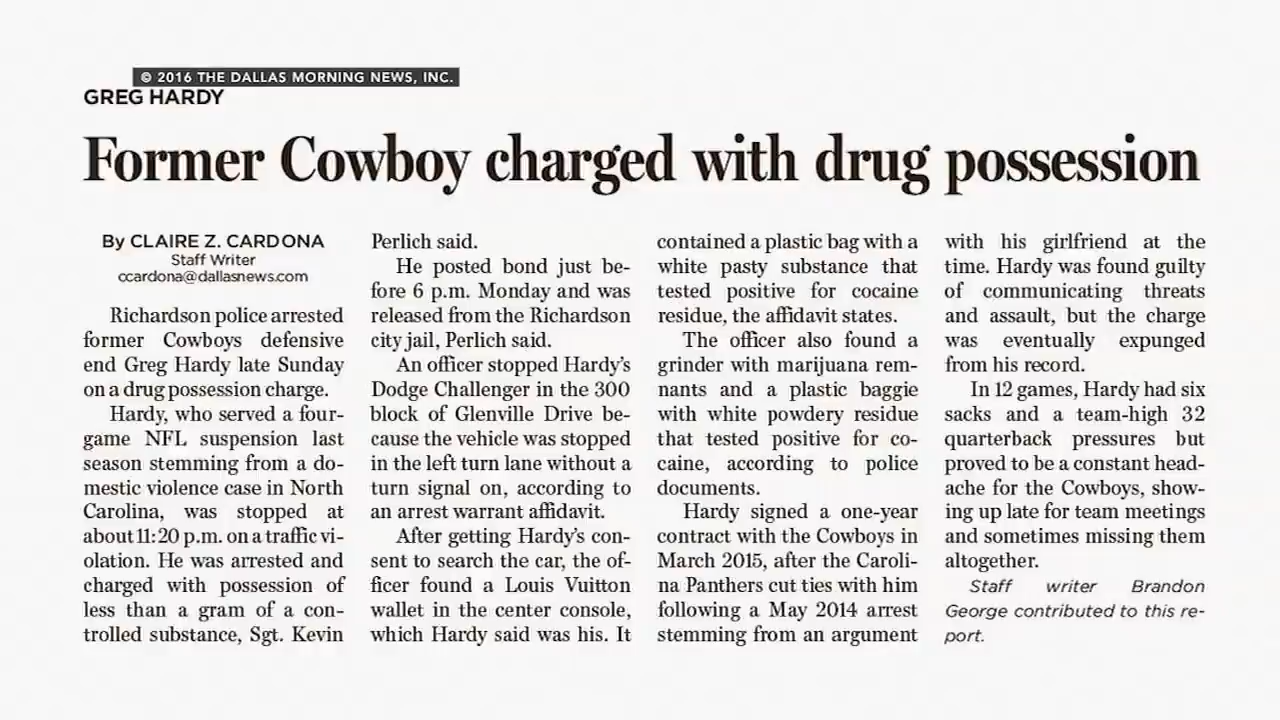 © 2016 THE DALLAS MORNING NEWS, INC.
GREG HARDY
Former Cowboy charged with drug possession
By CLAIRE Z. CARDONA
Staff Writer
ccardona@dallasnews.com
Richardson police arrested
former Cowboys defensive
end Greg Hardy late Sunday
on a drug possession charge.
Hardy, who served a four-
game NFL suspension last
season stemming from a do-
mestic violence case in North
Carolina, was stopped at
about 11:20 p.m. on a traffic vi-
olation. He was arrested and
charged with possession of
less than a gram of a con-
trolled substance, Sgt. Kevin
Perlich said.
He posted bond just be-
fore 6 p.m. Monday and was
released from the Richardson
city jail, Perlich said.
An officer stopped Hardy's
Dodge Challenger in the 300
block of Glenville Drive be-
cause the vehicle was stopped
in the left turn lane without a
turn signal on, according to
an arrest warrant affidavit.
After getting Hardy's con-
sent to search the car, the of-
ficer found a Louis Vuitton
wallet in the center console,
which Hardy said was his. It
contained a plastic bag with a
white pasty substance that
tested positive for cocaine
residue, the affidavit states.
The officer also found a
grinder with marijuana rem-
nants and a plastic baggie
with white powdery residue
that tested positive for co-
caine, according to police
documents.
Hardy signed a one-year
contract with the Cowboys in
March 2015, after the Caroli-
na Panthers cut ties with him
following a May 2014 arrest
stemming from an argument
with his girlfriend at the
time. Hardy was found guilty
of communicating threats
and assault, but the charge
was eventually expunged
from his record.
In 12 games, Hardy had six
sacks and a team-high 32
quarterback pressures but
proved to be a constant head-
ache for the Cowboys, show-
ing up late for team meetings
and sometimes missing them
altogether.
Staff writer Brandon
George contributed to this re-
port.